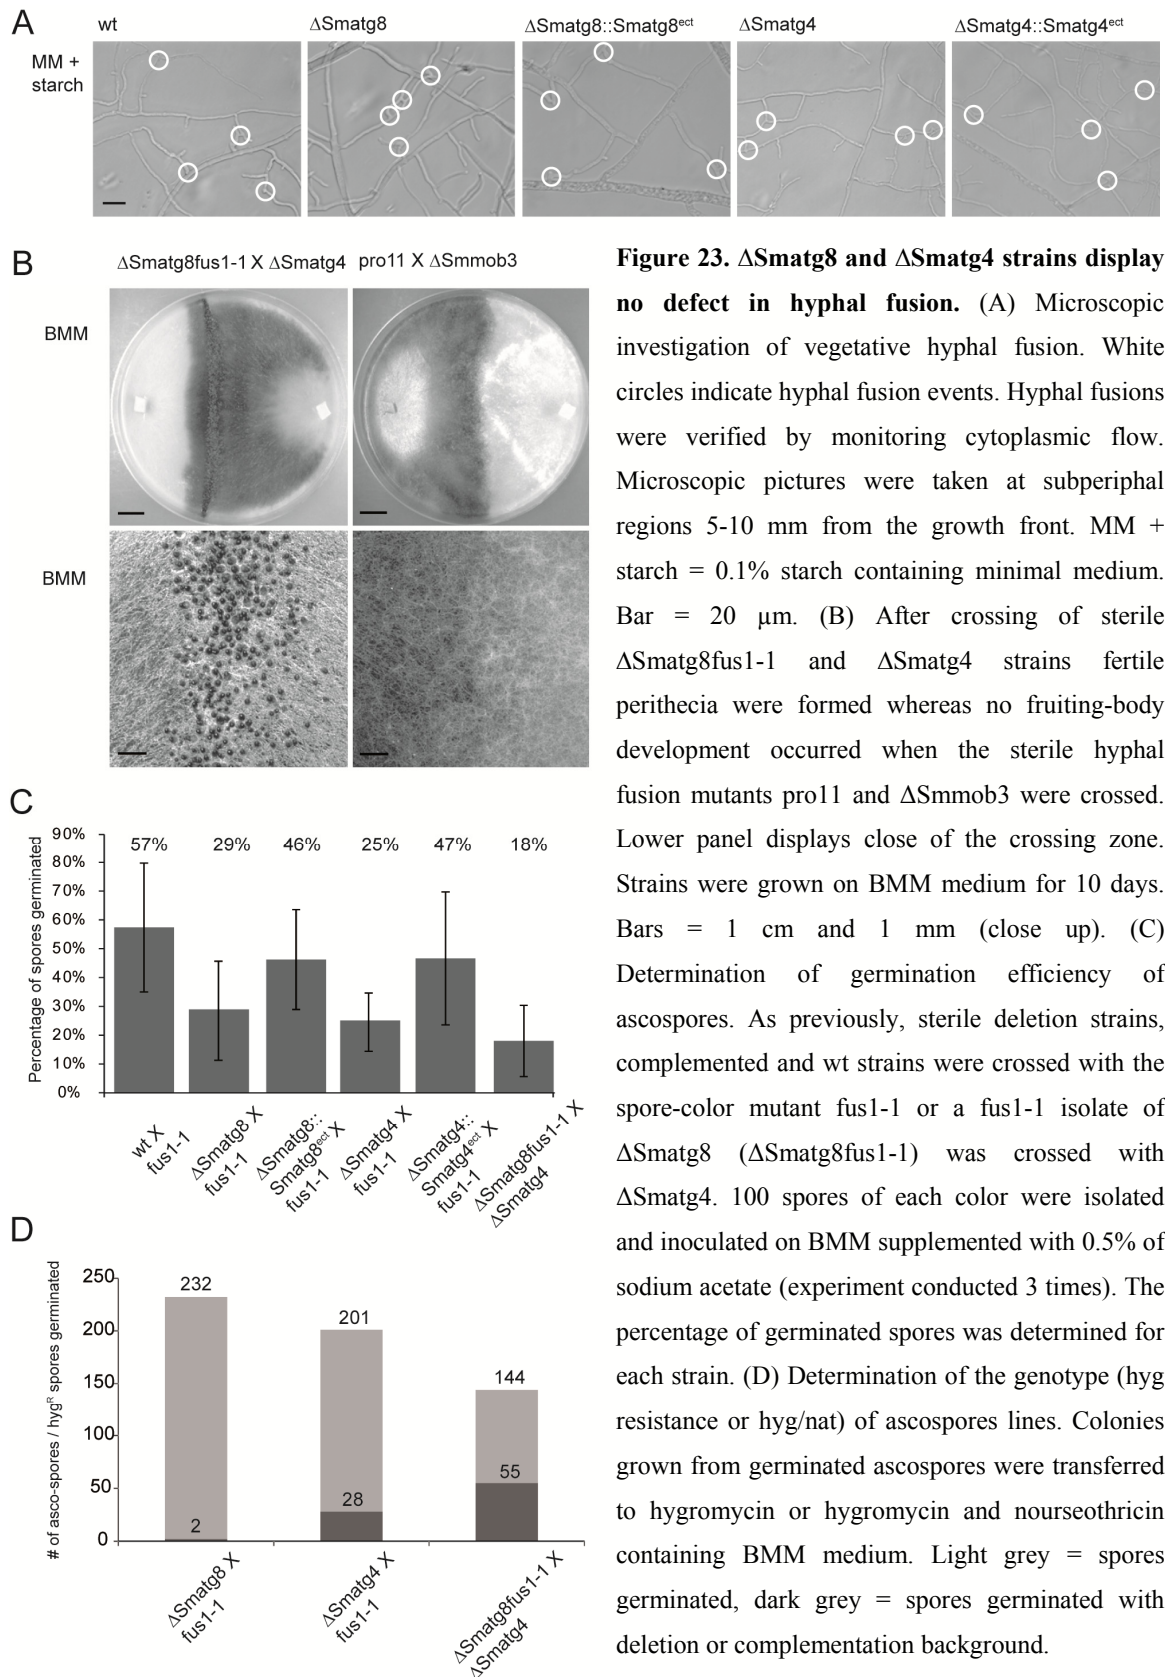 A
wt
ΔSmatg8
ΔSmatg8::Smatg8ect
ΔSmatg4
ΔSmatg4::Smatg4ect
MM +
starch
B
ΔSmatg8fus1-1 X ΔSmatg4
pro11 X ΔSmmob3
BMM
BMM
Figure 23. ΔSmatg8 and ΔSmatg4 strains display
no defect in hyphal fusion. (A) Microscopic
investigation of vegetative hyphal fusion. White
circles indicate hyphal fusion events. Hyphal fusions
were verified by monitoring cytoplasmic flow.
Microscopic pictures were taken at subperiphal
regions 5-10 mm from the growth front. MM +
starch = 0.1% starch containing minimal medium.
Bar = 20 µm. (B) After crossing of sterile
ΔSmatg8fus1-1 and ΔSmatg4 strains fertile
perithecia were formed whereas no fruiting-body
development occurred when the sterile hyphal
fusion mutants pro11 and ΔSmmob3 were crossed.
Lower panel displays close of the crossing zone.
Strains were grown on BMM medium for 10 days.
Bars = 1 cm and 1 mm (close up). (C)
Determination of germination efficiency of
ascospores. As previously, sterile deletion strains,
complemented and wt strains were crossed with the
spore-color mutant fus1-1 or a fus1-1 isolate of
ΔSmatg8 (ΔSmatg8fus1-1) was crossed with
ΔSmatg4. 100 spores of each color were isolated
and inoculated on BMM supplemented with 0.5% of
sodium acetate (experiment conducted 3 times). The
percentage of germinated spores was determined for
each strain. (D) Determination of the genotype (hyg
resistance or hyg/nat) of ascospores lines. Colonies
grown from germinated ascospores were transferred
to hygromycin or hygromycin and nourseothricin
containing BMM medium. Light grey = spores
germinated, dark grey = spores germinated with
deletion or complementation background.
C
Percentage of spores germinated
90%
80%
70%
60%
50%
40%
30%
20%
10%
0%
57%
29%
46%
25%
47%
18%
wt X
fus1-1
ΔSmatg8 X
fus1-1
ΔSmatg8::
Smatg8ect X
fus1-1
ΔSmatg4 X
fus1-1
ΔSmatg4::
Smatg4ect X
fus1-1
ΔSmatg8fus1-1 X
ΔSmatg4
D
# of asco-spores / hygR spores germinated
250
200
150
100
50
0
232
2
201
28
144
55
ΔSmatg8 X
fus1-1
ΔSmatg4 X
fus1-1
ΔSmatg8fus1-1 X
ΔSmatg4